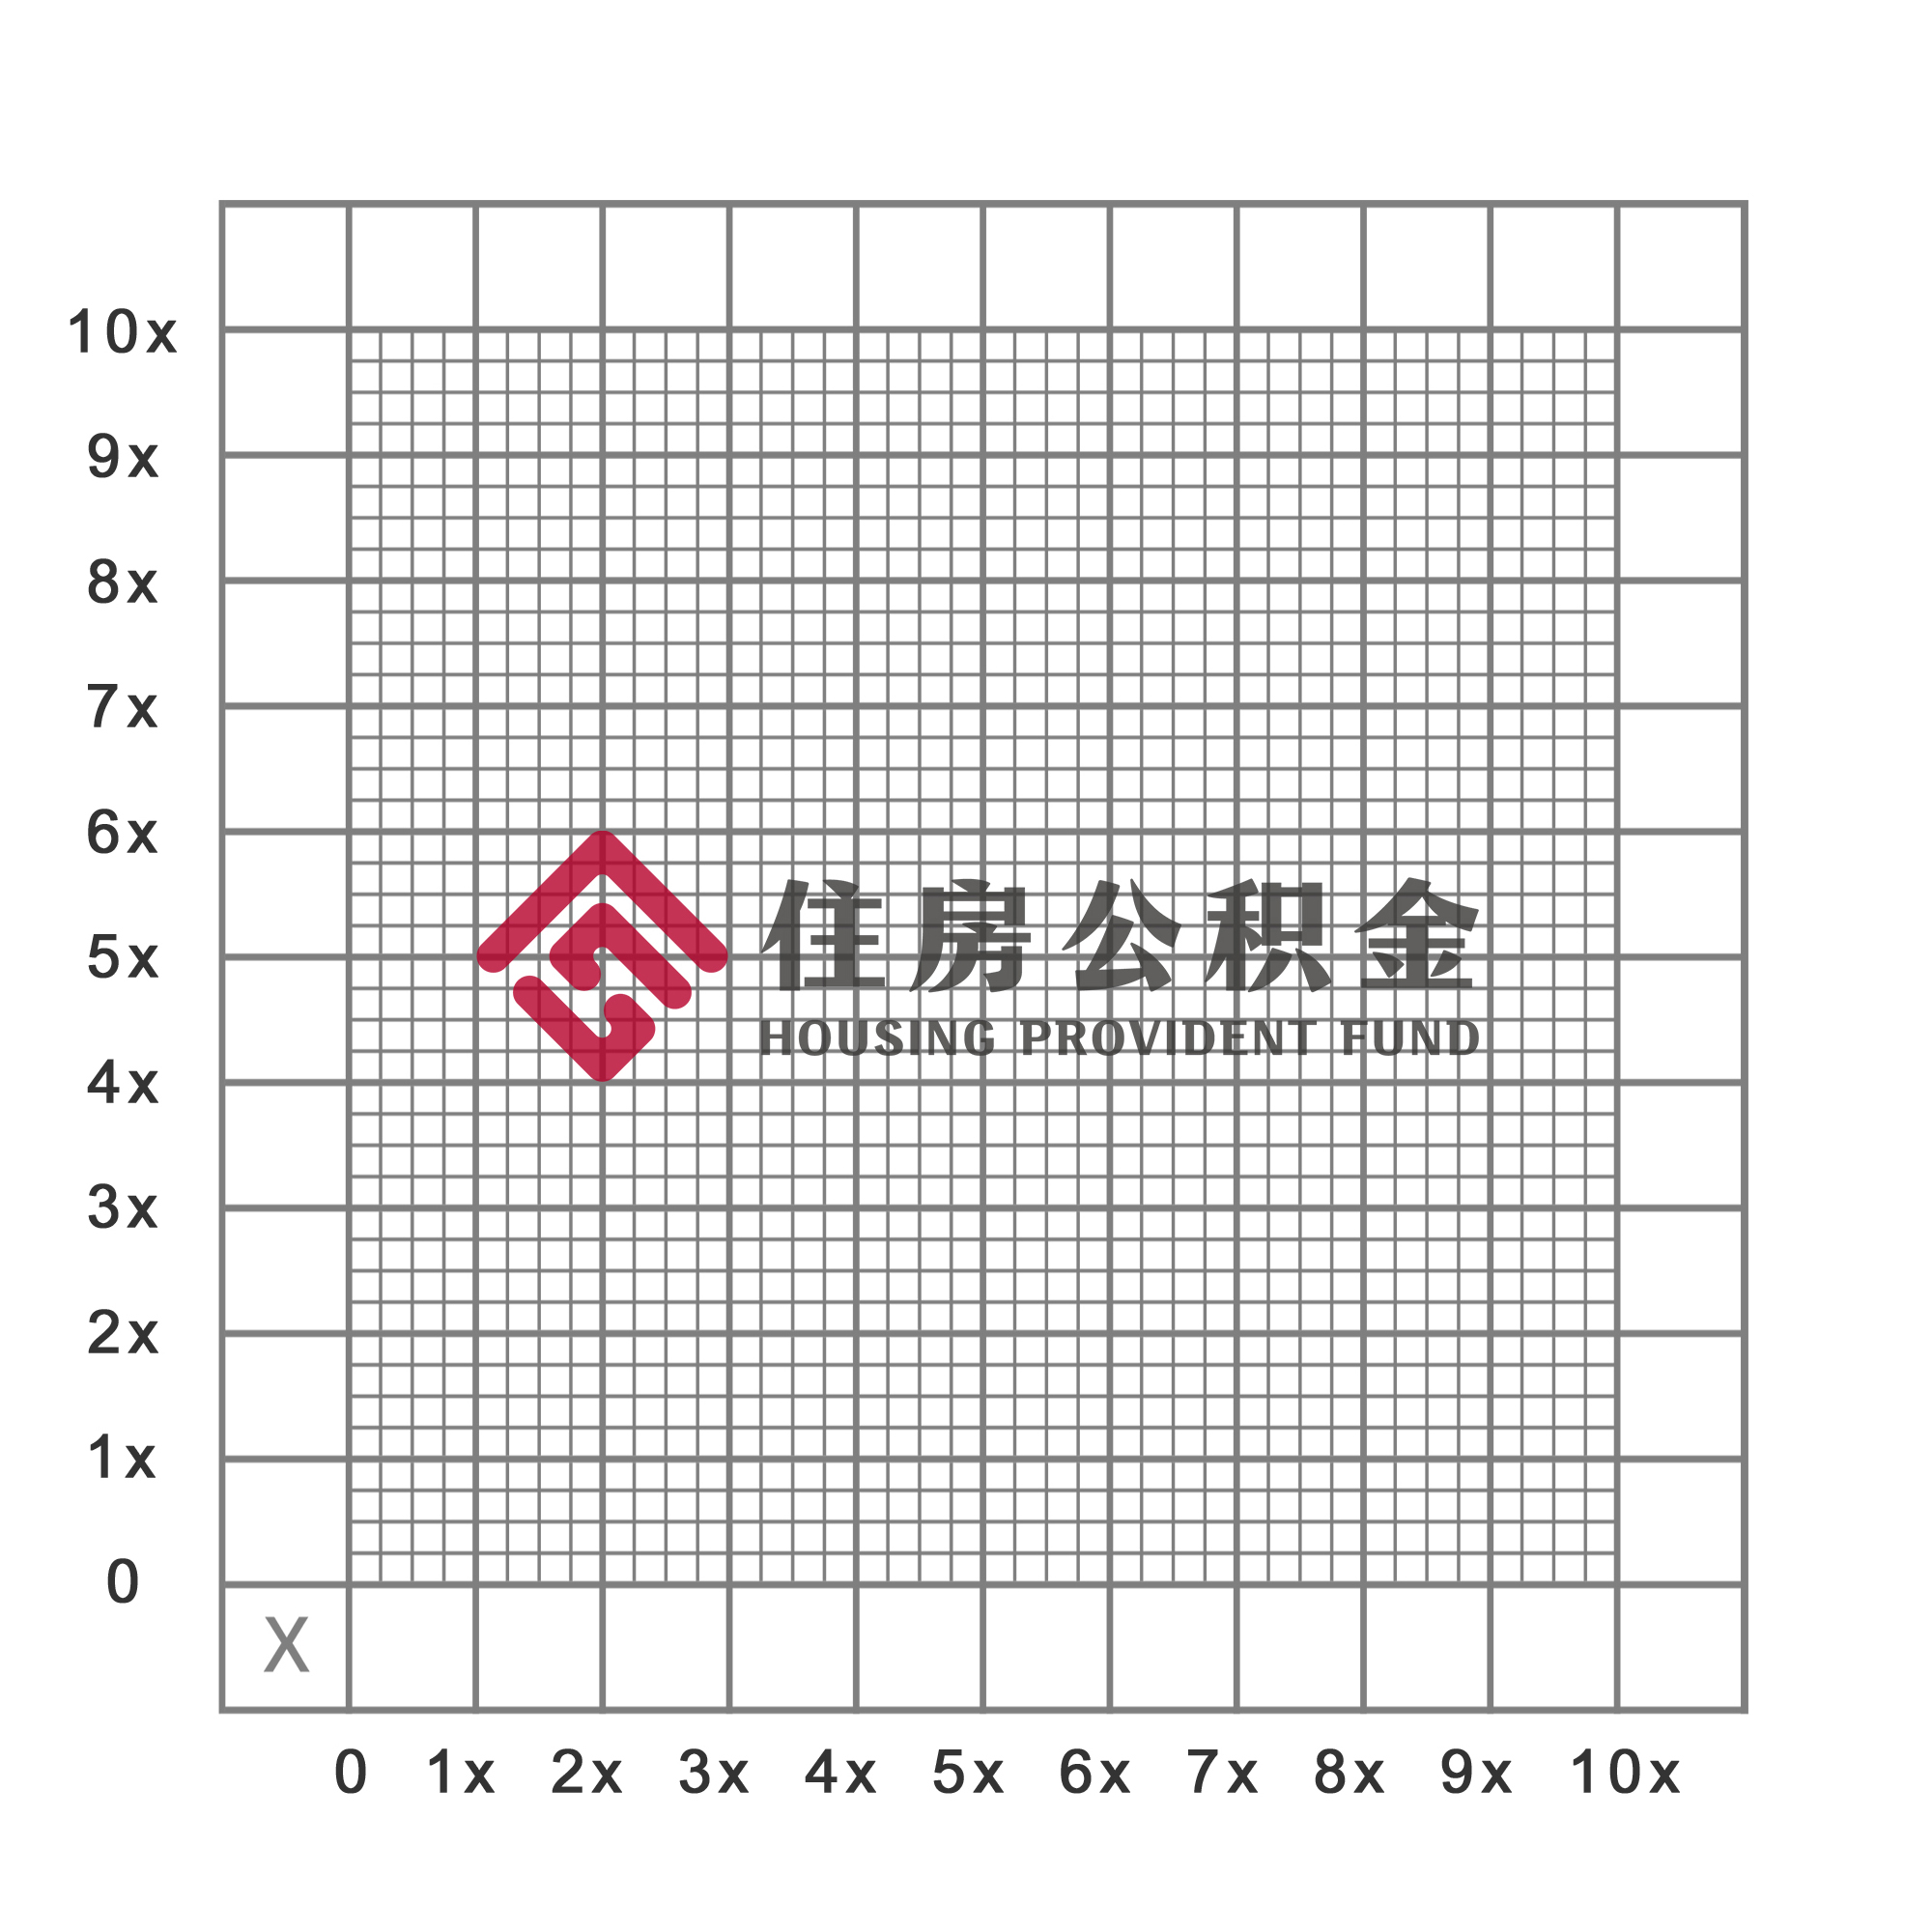 10x
9x
8x
7x
6x
住房公积金
5x
HOUSING PROVIDENT FUND
4x
3x
2x
1x
0
X
0 1x 2x 3x 4x 5x 6x 7x 8x 9x 10x